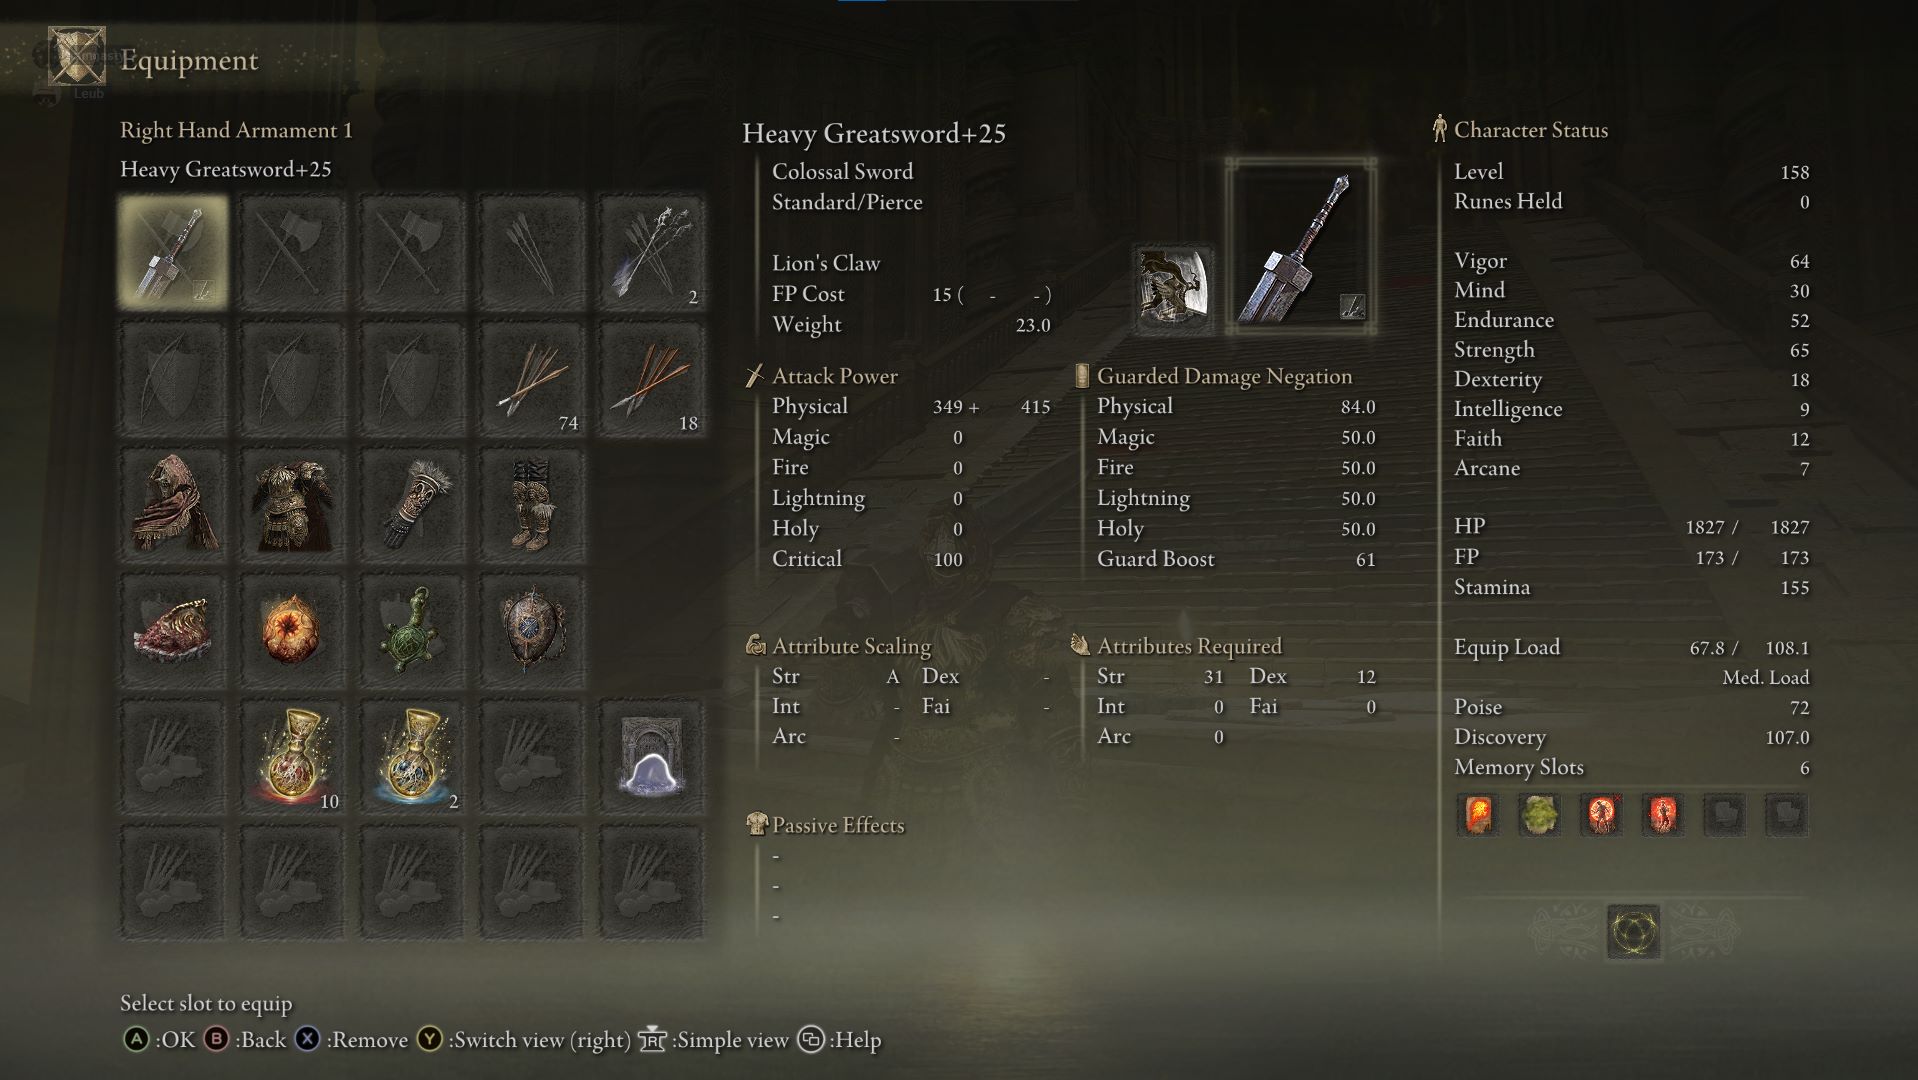 Equipment
Leub
Right Hand Armament 1
Heavy Greatsword+25
2
74
18
10
2
Select slot to equip
A :OK B :Back X :Remove Y :Switch view (right) R :Simple view :Help
Heavy Greatsword+25
Colossal Sword
Standard/Pierce
Lion's Claw
FP Cost 15 ( - - )
Weight 23.0
Attack Power
Physical 349 + 415
Magic 0
Fire 0
Lightning 0
Holy 0
Critical 100
Guarded Damage Negation
Physical 84.0
Magic 50.0
Fire 50.0
Lightning 50.0
Holy 50.0
Guard Boost 61
Attribute Scaling
Str A Dex -
Int - Fai -
Arc -
Attributes Required
Str 31 Dex 12
Int 0 Fai 0
Arc 0
Passive Effects
-
-
-
Character Status
Level 158
Runes Held 0
Vigor 64
Mind 30
Endurance 52
Strength 65
Dexterity 18
Intelligence 9
Faith 12
Arcane 7
HP 1827 / 1827
FP 173 / 173
Stamina 155
Equip Load 67.8 / 108.1
Med. Load
Poise 72
Discovery 107.0
Memory Slots 6